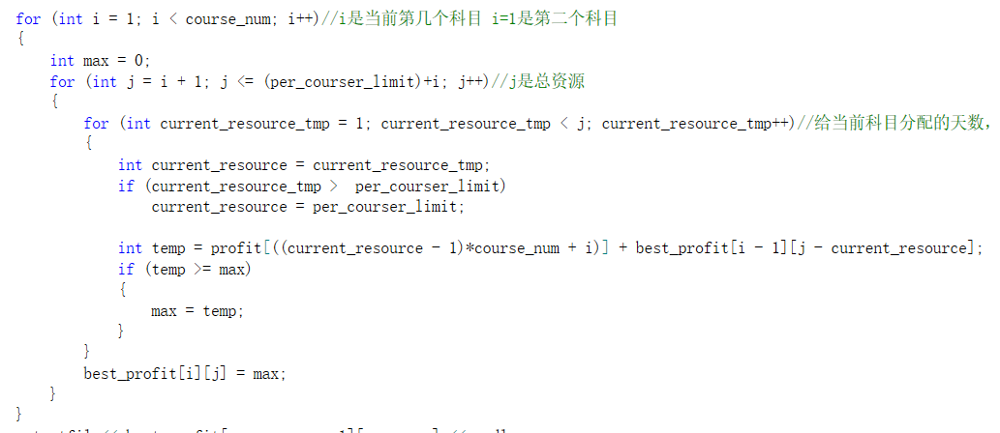 for (int i = 1; i < course_num; i++)//i是当前第几个科目 i=1是第二个科目
{
int max = 0;
for (int j = i + 1; j <= (per_courser_limit)+i; j++)//j是总资源
{
for (int current_resource_tmp = 1; current_resource_tmp < j; current_resource_tmp++)//给当前科目分配的天数,
{
int current_resource = current_resource_tmp;
if (current_resource_tmp > per_courser_limit)
current_resource = per_courser_limit;
int temp = profit[((current_resource - 1)*course_num + i)] + best_profit[i - 1][j - current_resource];
if (temp >= max)
{
max = temp;
}
}
best_profit[i][j] = max;
}
}